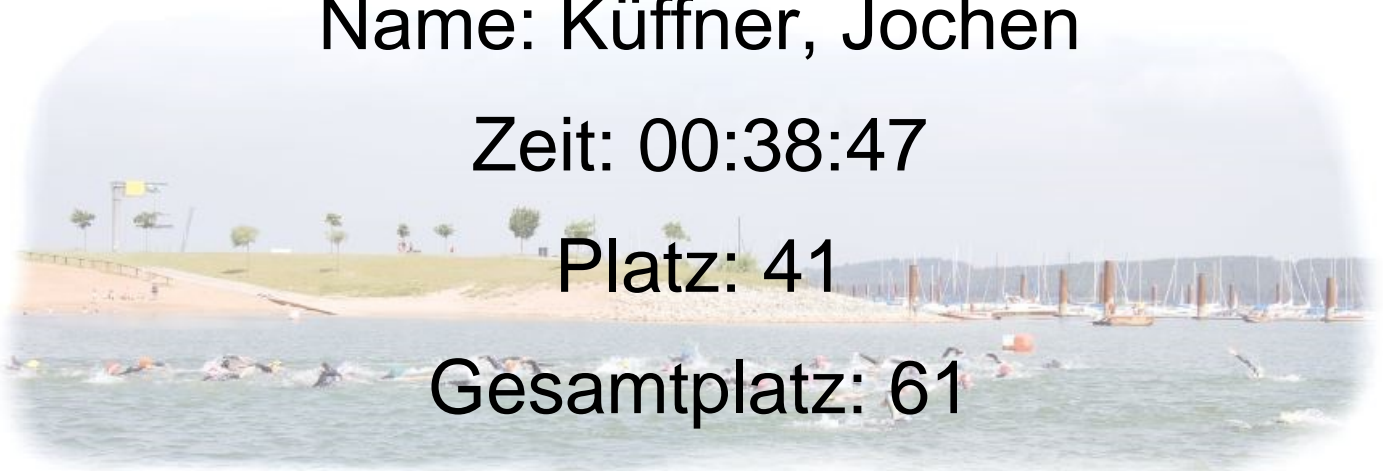 Name: Küffner, Jochen
Zeit: 00:38:47
Platz: 41
Gesamtplatz: 61